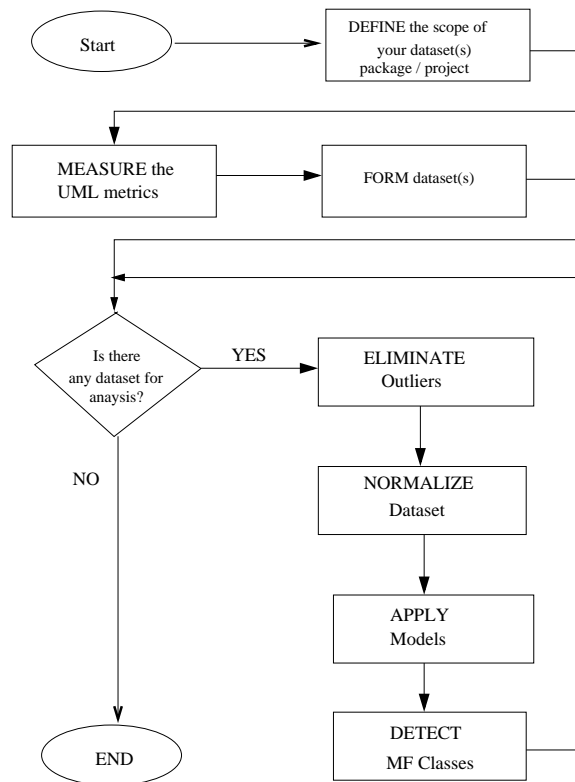 Start
DEFINE the scope of
your dataset(s)
package / project
MEASURE the
UML metrics
FORM dataset(s)
Is there
any dataset for
anaysis?
YES
ELIMINATE
Outliers
NO
NORMALIZE
Dataset
APPLY
Models
DETECT
MF Classes
END